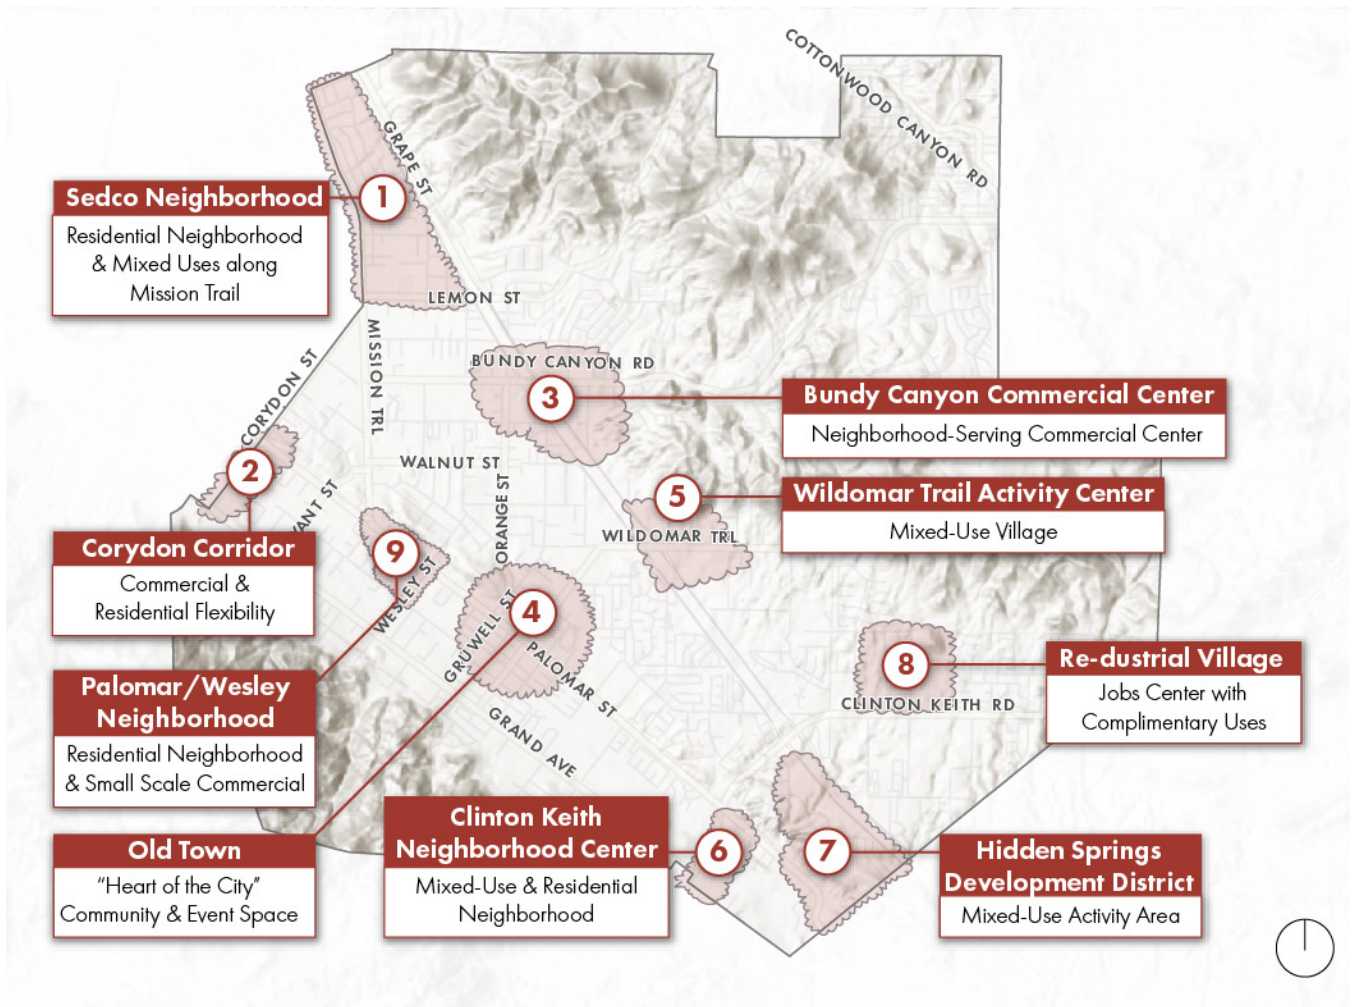 COTTONWOOD CANYON RD
GRAPE ST
1
Sedco Neighborhood
Residential Neighborhood
& Mixed Uses along
Mission Trail
LEMON ST
MISSION TRL
CORYDON ST
BUNDY CANYON RD
3
Bundy Canyon Commercial Center
Neighborhood-Serving Commercial Center
2
WALNUT ST
ORANGE ST
5
Wildomar Trail Activity Center
Mixed-Use Village
WILDOMAR TRL
VANT ST
Corydon Corridor
Commercial &
Residential Flexibility
9
WESLEY ST
4
GRUWELL ST
PALOMAR ST
8
Re-dustrial Village
Jobs Center with
Complimentary Uses
CLINTON KEITH RD
Palomar/Wesley
Neighborhood
Residential Neighborhood
& Small Scale Commercial
GRAND AVE
Old Town
“Heart of the City”
Community & Event Space
Clinton Keith
Neighborhood Center
Mixed-Use & Residential
Neighborhood
6
7
Hidden Springs
Development District
Mixed-Use Activity Area